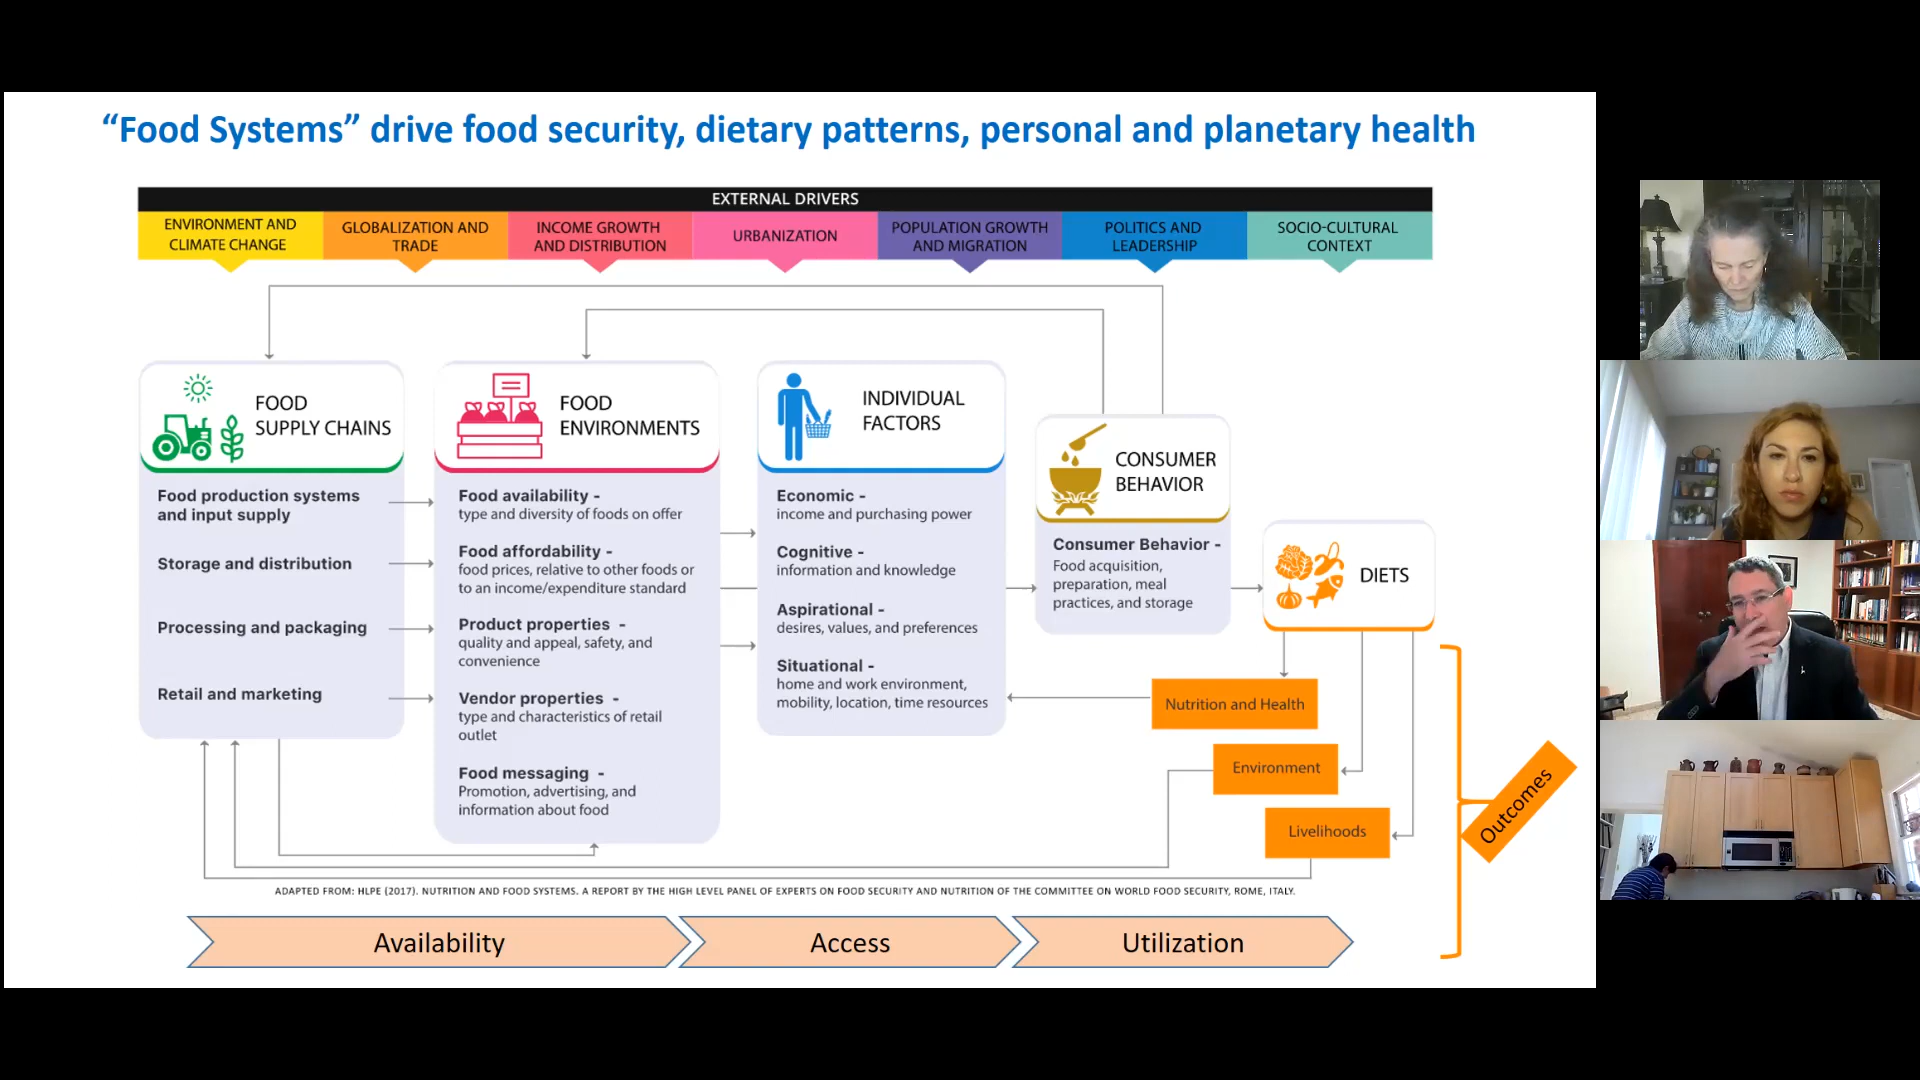 “Food Systems” drive food security, dietary patterns, personal and planetary health
EXTERNAL DRIVERS
ENVIRONMENT AND
CLIMATE CHANGE
GLOBALIZATION AND
TRADE
INCOME GROWTH
AND DISTRIBUTION
URBANIZATION
POPULATION GROWTH
AND MIGRATION
POLITICS AND
LEADERSHIP
SOCIO-CULTURAL
CONTEXT
FOOD
SUPPLY CHAINS
Food production systems
and input supply
Storage and distribution
Processing and packaging
Retail and marketing
FOOD
ENVIRONMENTS
Food availability -
type and diversity of foods on offer
Food affordability -
food prices, relative to other foods or
to an income/expenditure standard
Product properties -
quality and appeal, safety, and
convenience
Vendor properties -
type and characteristics of retail
outlet
Food messaging -
Promotion, advertising, and
information about food
INDIVIDUAL
FACTORS
Economic -
income and purchasing power
Cognitive -
information and knowledge
Aspirational -
desires, values, and preferences
Situational -
home and work environment,
mobility, location, time resources
CONSUMER
BEHAVIOR
Consumer Behavior -
Food acquisition,
preparation, meal
practices, and storage
DIETS
Nutrition and Health
Environment
Livelihoods
Outcomes
ADAPTED FROM: HLPE (2017). NUTRITION AND FOOD SYSTEMS. A REPORT BY THE HIGH LEVEL PANEL OF EXPERTS ON FOOD SECURITY AND NUTRITION OF THE COMMITTEE ON WORLD FOOD SECURITY, ROME, ITALY.
Availability
Access
Utilization